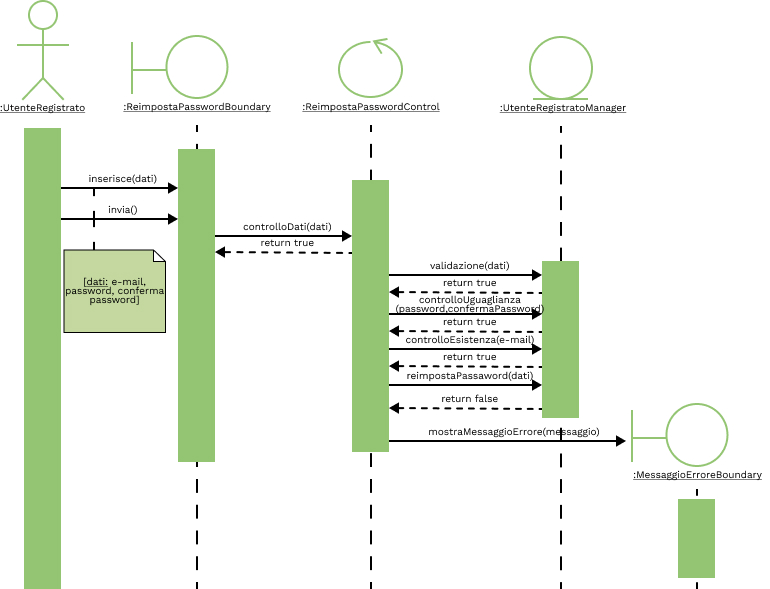 :UtenteRegistrato
:ReimpostaPasswordBoundary
:ReimpostaPasswordControl
:UtenteRegistratoManager
inserisce(dati)
invia()
controlloDati(dati)
return true
[dati: e-mail,
password, conferma
password]
validazione(dati)
return true
controlloUguaglianza
(password,confermaPassword)
return true
controlloEsistenza(e-mail)
return true
reimpostaPassaword(dati)
return false
mostraMessaggioErrore(messaggio)
:MessaggioErroreBoundary